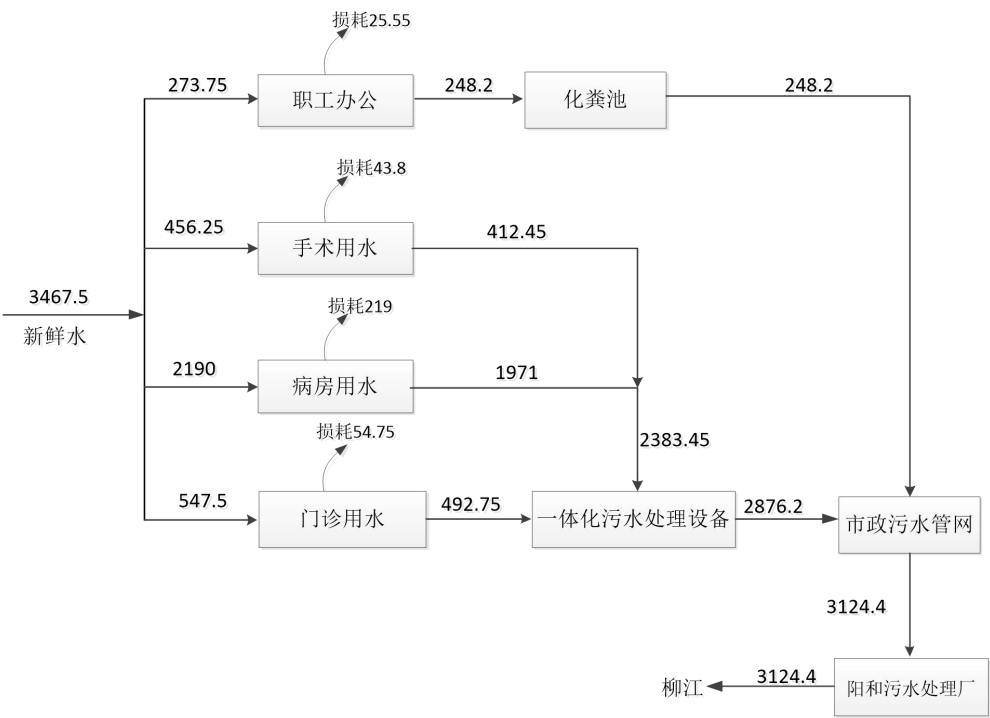 损耗25.55
273.75
职工办公
248.2
化粪池
248.2
损耗43.8
456.25
手术用水
412.45
3467.5
新鲜水
损耗219
2190
病房用水
1971
损耗54.75
2383.45
547.5
门诊用水
492.75
一体化污水处理设备
2876.2
市政污水管网
3124.4
柳江
3124.4
阳和污水处理厂